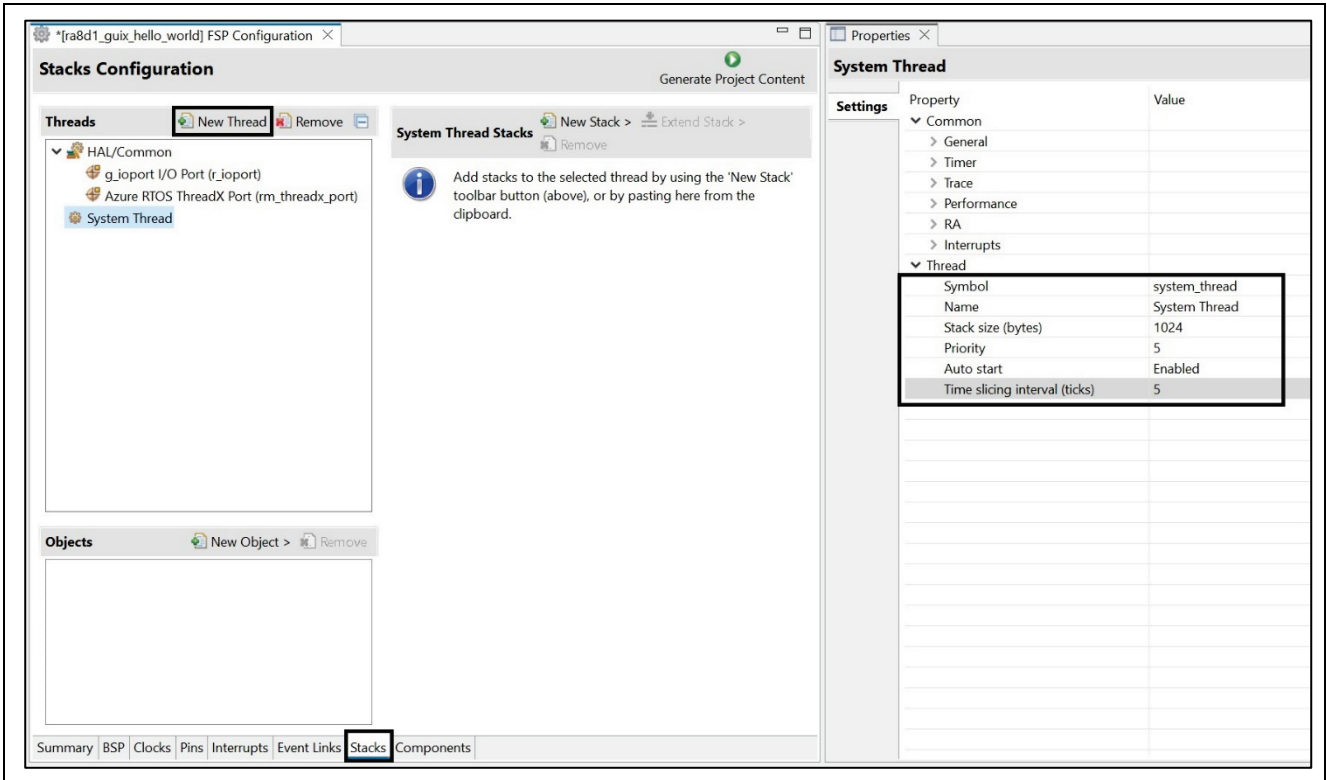 *[ra8d1_guix_hello_world] FSP Configuration
Stacks Configuration
Generate Project Content
Threads
New Thread
Remove
HAL/Common
g_ioport I/O Port (r_ioport)
Azure RTOS ThreadX Port (rm_threadx_port)
System Thread
System Thread Stacks
New Stack >
Extend Stack >
Remove
Add stacks to the selected thread by using the 'New Stack'
toolbar button (above), or by pasting here from the
clipboard.
Objects
New Object >
Remove
Summary BSP Clocks Pins Interrupts Event Links Stacks Components
Properties
System Thread
Settings
Property Value
Common
General
Timer
Trace
Performance
RA
Interrupts
Thread
Symbol system_thread
Name System Thread
Stack size (bytes) 1024
Priority 5
Auto start Enabled
Time slicing interval (ticks) 5